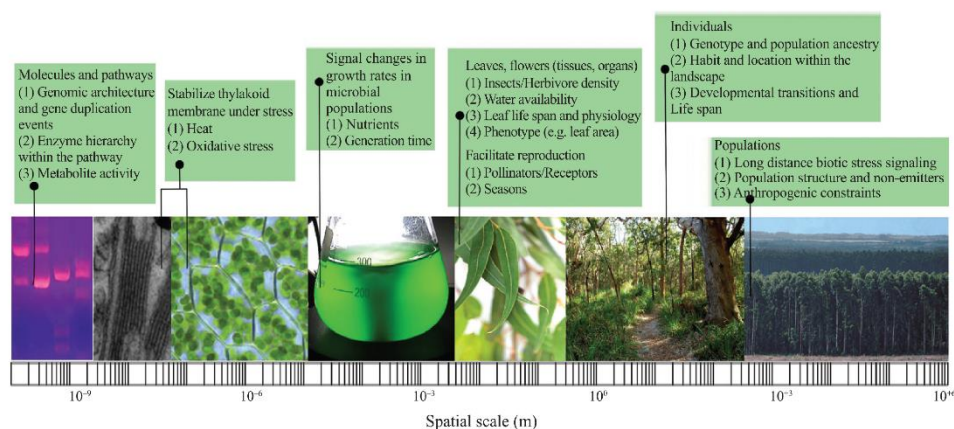 Molecules and pathways
(1) Genomic architecture
and gene duplication
events
(2) Enzyme hierarchy
within the pathway
(3) Metabolite activity
Stabilize thylakoid
membrane under stress
(1) Heat
(2) Oxidative stress
Signal changes in
growth rates in
microbial populations
(1) Nutrients
(2) Generation time
Leaves, flowers (tissues, organs)
(1) Insects/Herbivore density
(2) Water availability
(3) Leaf life span and physiology
(4) Phenotype (e.g. leaf area)
Facilitate reproduction
(1) Pollinators/Receptors
(2) Seasons
Individuals
(1) Genotype and population ancestry
(2) Habit and location within the
landscape
(3) Developmental transitions and
Life span
Populations
(1) Long distance biotic stress signaling
(2) Population structure and non-emitters
(3) Anthropogenic constraints
300
200
10⁻⁹ 10⁻⁶ 10⁻³ 10⁰ 10⁻³ 10⁺⁶
Spatial scale (m)